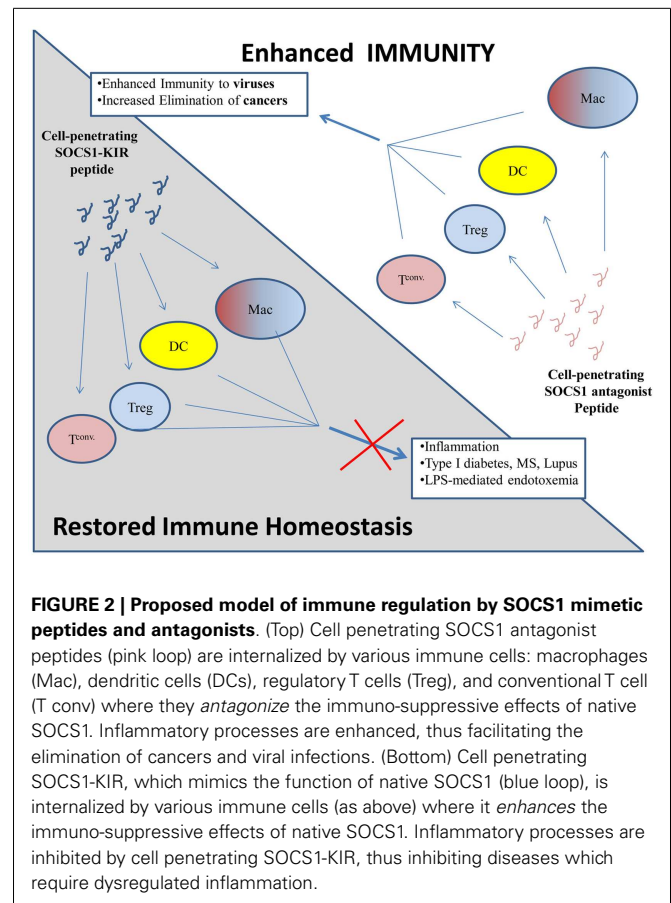 Enhanced IMMUNITY
•Enhanced Immunity to viruses
•Increased Elimination of cancers
Cell-penetrating
SOCS1-KIR
peptide
Mac
DC
Treg
Tconv.
Cell-penetrating
SOCS1 antagonist
Peptide
Mac
DC
Treg
Tconv.
•Inflammation
•Type I diabetes, MS, Lupus
•LPS-mediated endotoxemia
Restored Immune Homeostasis
FIGURE 2 | Proposed model of immune regulation by SOCS1 mimetic
peptides and antagonists. (Top) Cell penetrating SOCS1 antagonist
peptides (pink loop) are internalized by various immune cells: macrophages
(Mac), dendritic cells (DCs), regulatory T cells (Treg), and conventional T cell
(T conv) where they antagonize the immuno-suppressive effects of native
SOCS1. Inflammatory processes are enhanced, thus facilitating the
elimination of cancers and viral infections. (Bottom) Cell penetrating
SOCS1-KIR, which mimics the function of native SOCS1 (blue loop), is
internalized by various immune cells (as above) where it enhances the
immuno-suppressive effects of native SOCS1. Inflammatory processes are
inhibited by cell penetrating SOCS1-KIR, thus inhibiting diseases which
require dysregulated inflammation.